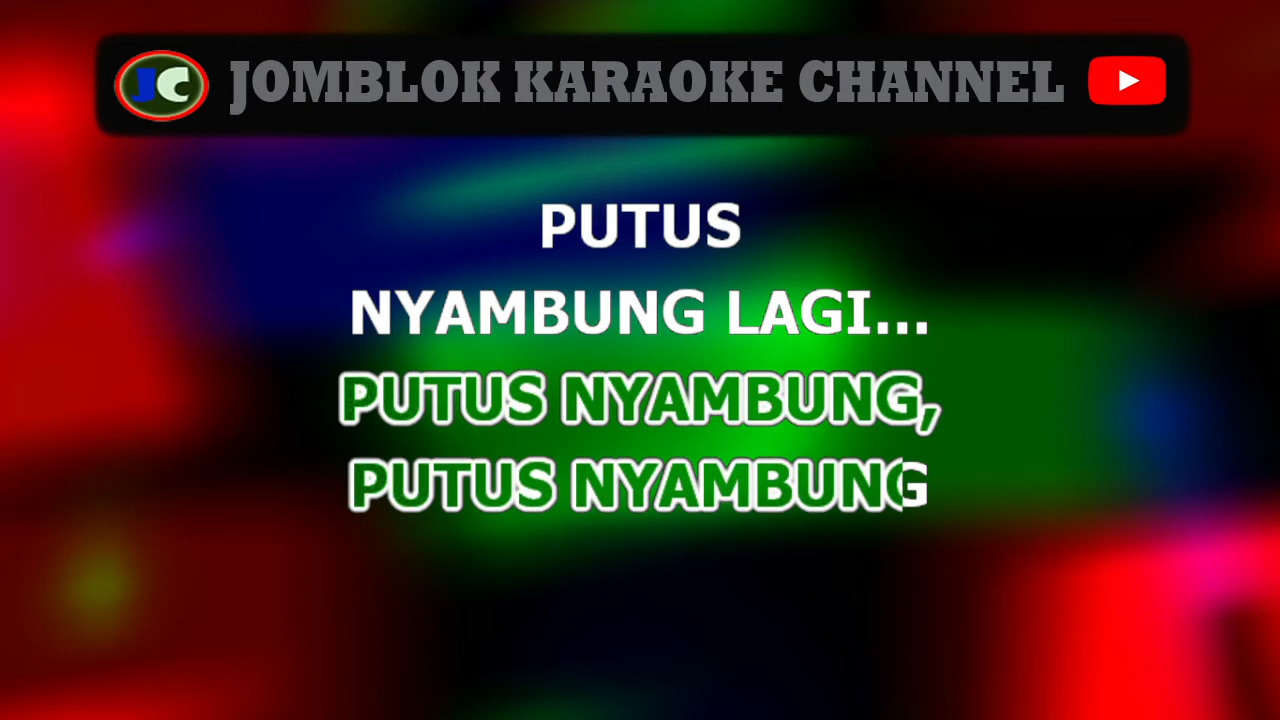 JC JOMBLOK KARAOKE CHANNEL
PUTUS
NYAMBUNG LAGI...
PUTUS NYAMBUNG,
PUTUS NYAMBUNG